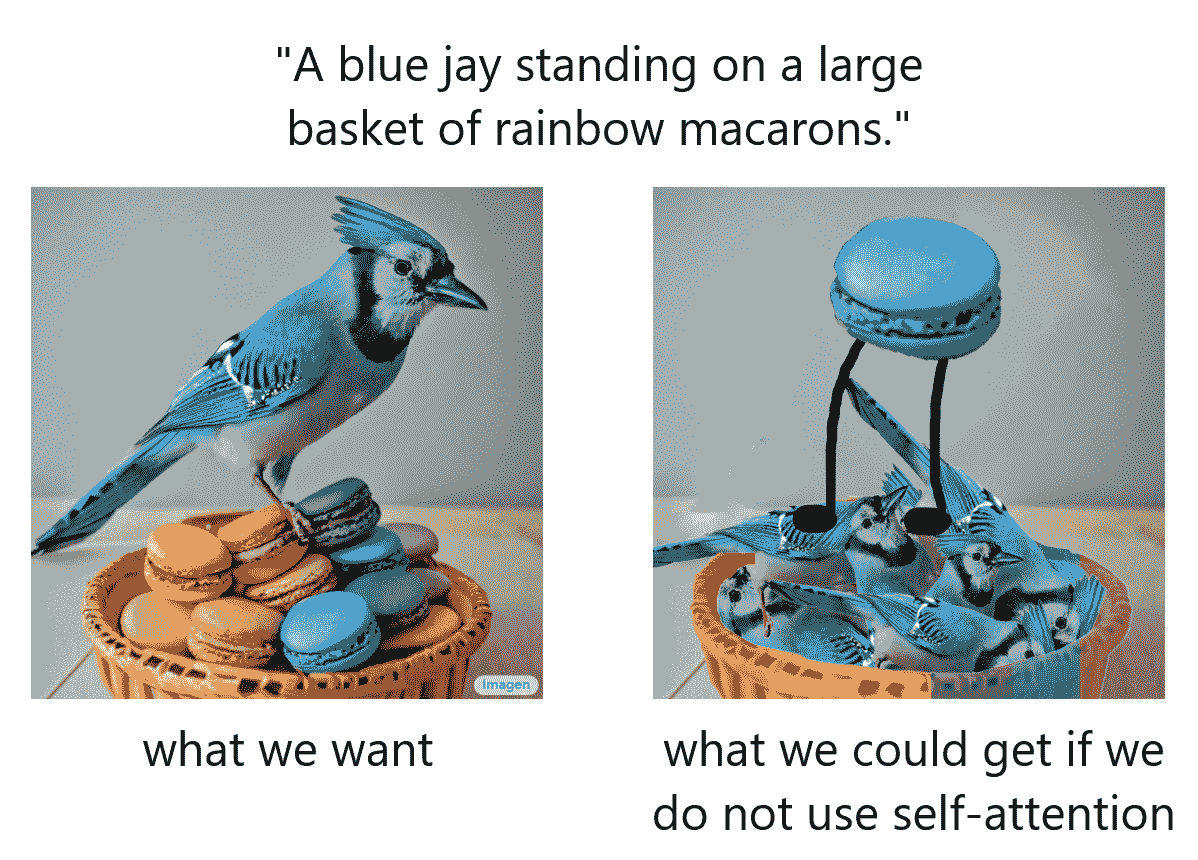 "A blue jay standing on a large
basket of rainbow macarons."
Imagen
what we want
what we could get if we
do not use self-attention